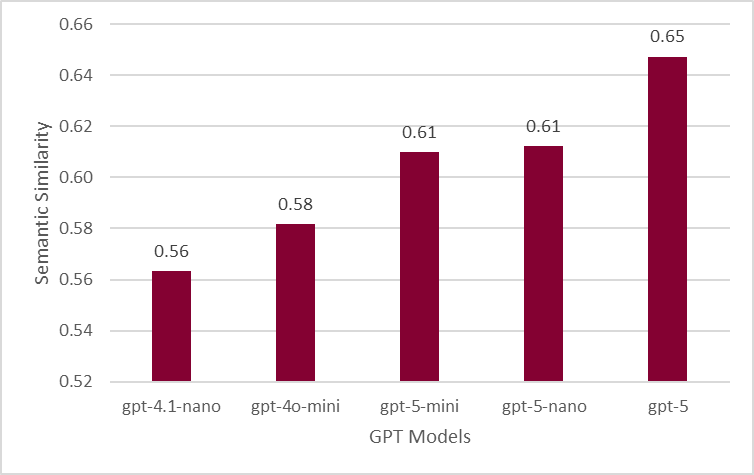 0.66
0.64
0.62
0.60
0.58
0.56
0.54
0.52
Semantic Similarity
0.56
0.58
0.61
0.61
0.65
gpt-4.1-nano
gpt-4o-mini
gpt-5-mini
gpt-5-nano
gpt-5
GPT Models